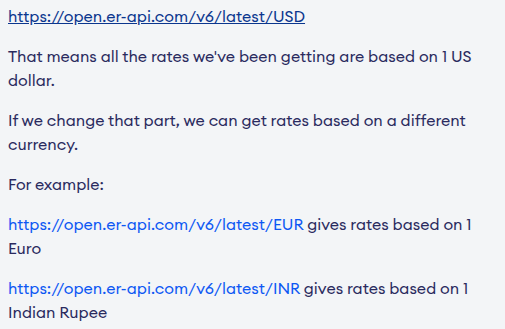 https://open.er-api.com/v6/latest/USD
That means all the rates we've been getting are based on 1 US
dollar.
If we change that part, we can get rates based on a different
currency.
For example:
https://open.er-api.com/v6/latest/EUR gives rates based on 1
Euro
https://open.er-api.com/v6/latest/INR gives rates based on 1
Indian Rupee